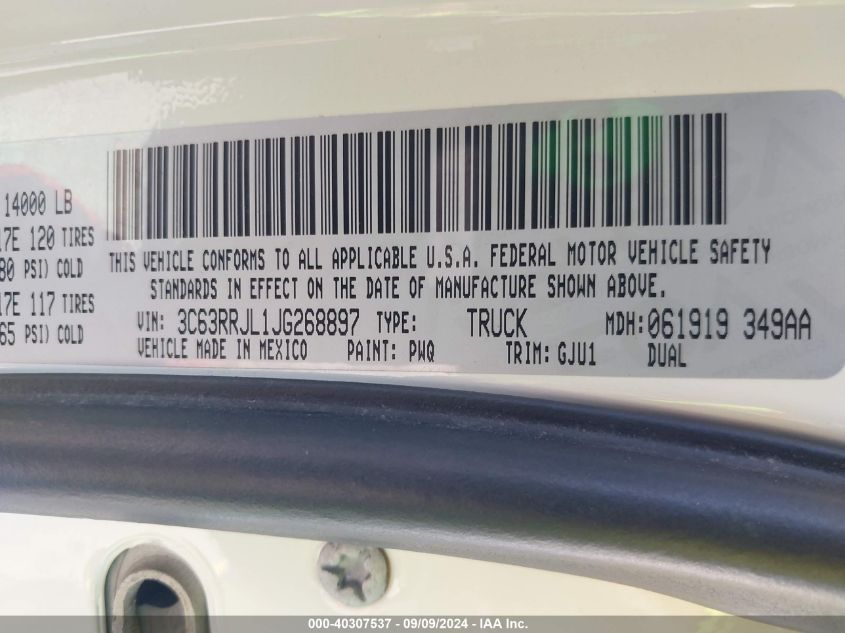 14000 LB
17E 120 TIRES
80 PSI) COLD
17E 117 TIRES
65 PSI) COLD
THIS VEHICLE CONFORMS TO ALL APPLICABLE U.S.A. FEDERAL MOTOR VEHICLE SAFETY
STANDARDS IN EFFECT ON THE DATE OF MANUFACTURE SHOWN ABOVE.
VIN: 3C63RRJL1JG268897 TYPE: TRUCK MDH:061919 349AA
VEHICLE MADE IN MEXICO PAINT: PWQ TRIM: GJU1 DUAL
000-40307537 - 09/09/2024 - IAA Inc.